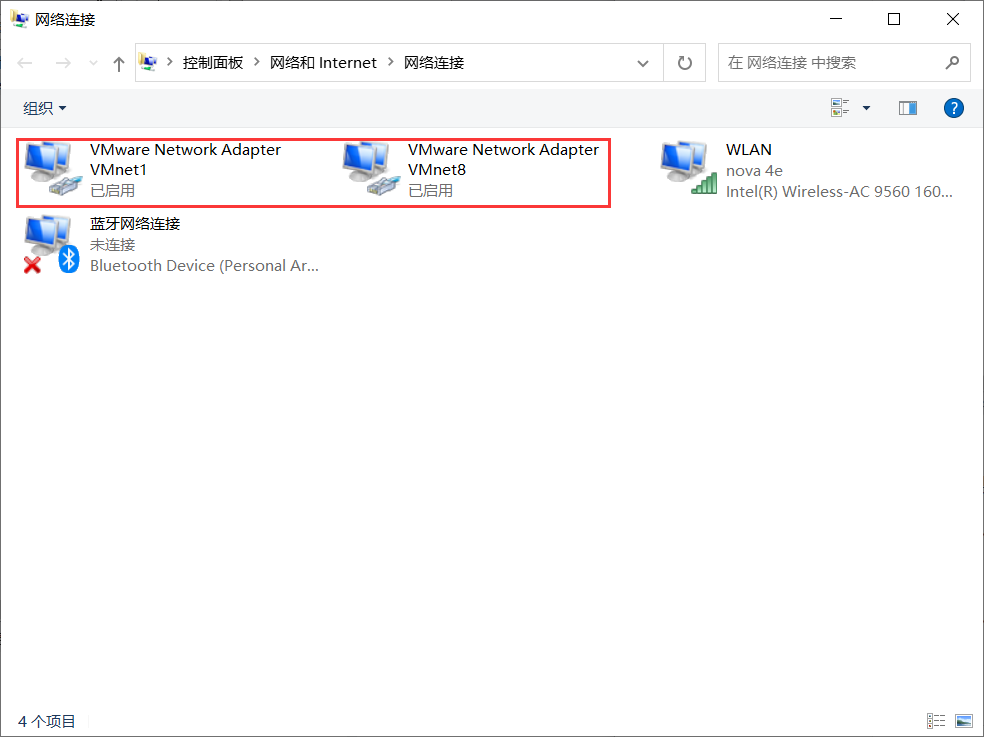 网络连接
控制面板 网络和 Internet 网络连接
在 网络连接 中搜索
组织
VMware Network Adapter
VMnet1
已启用
VMware Network Adapter
VMnet8
已启用
WLAN
nova 4e
Intel(R) Wireless-AC 9560 160...
蓝牙网络连接
未连接
Bluetooth Device (Personal Ar...
4 个项目